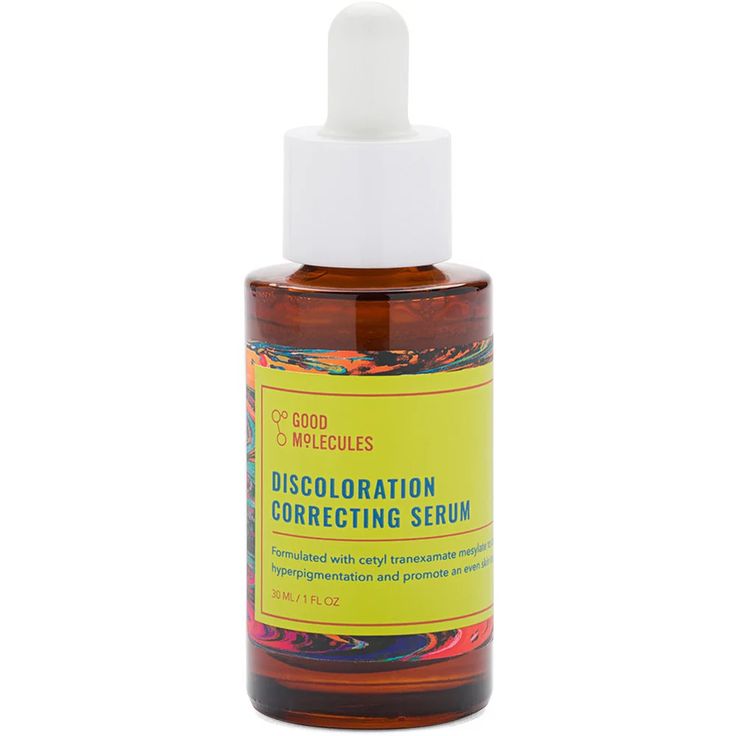 GOOD
MOLECULES
DISCOLORATION
CORRECTING SERUM
Formulated with cetyl tranexamate mesylate
hyperpigmentation and promote an even skin
30 ML / 1 FL OZ